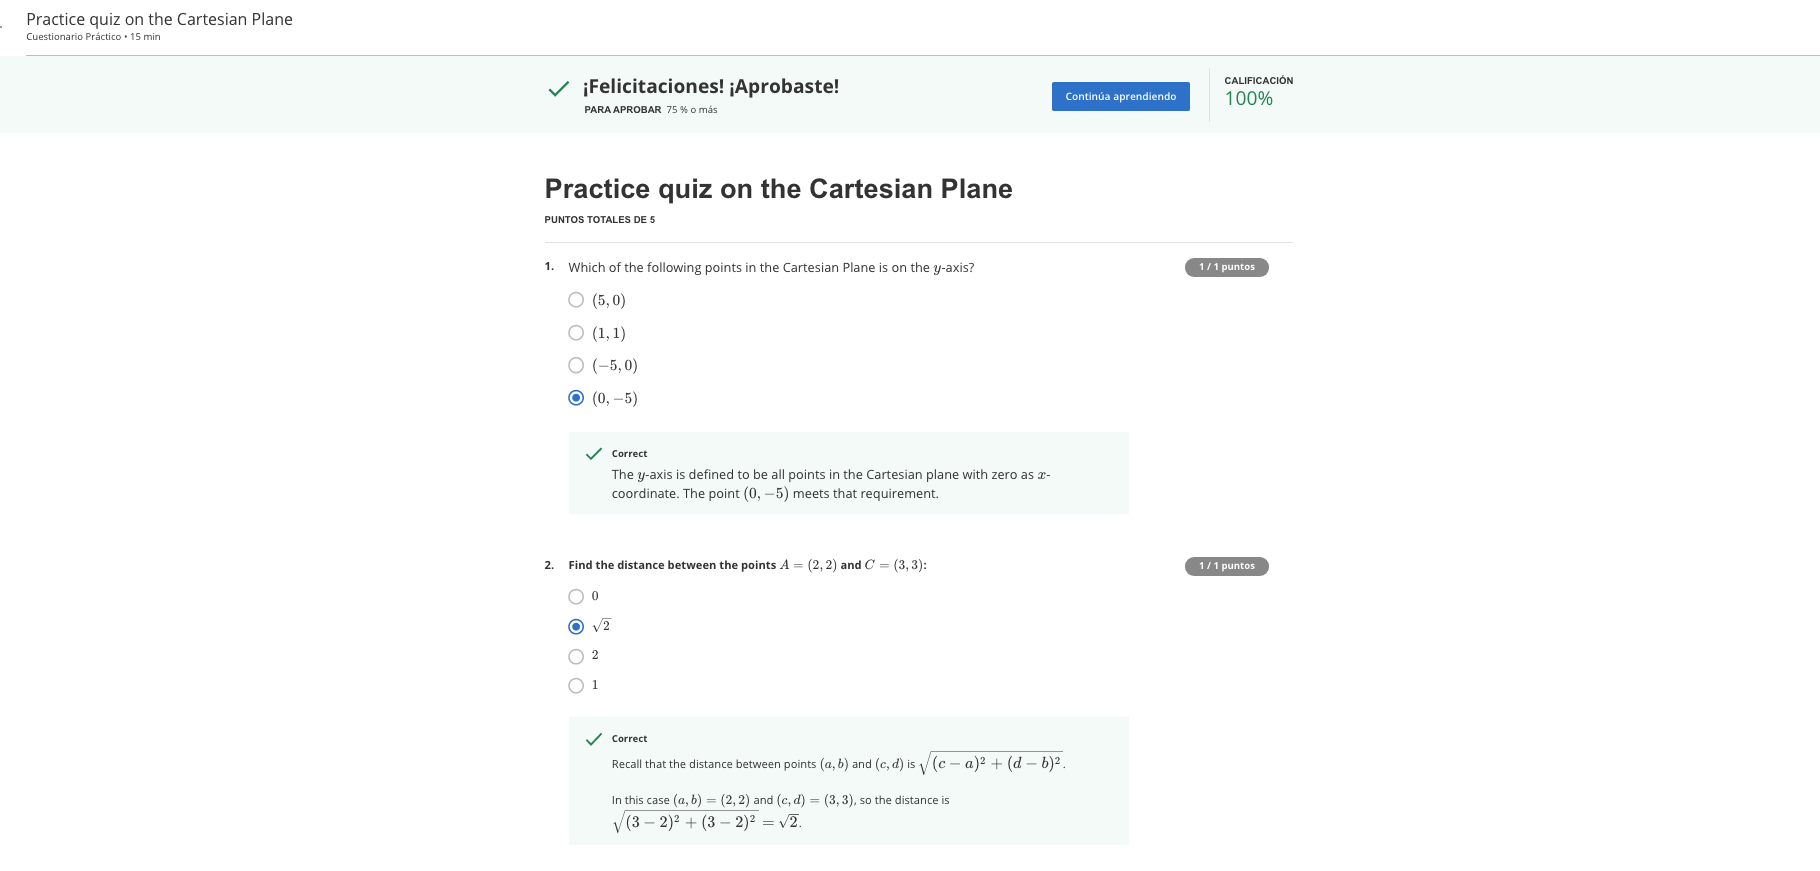 Practice quiz on the Cartesian Plane
Cuestionario Práctico • 15 min
¡Felicitaciones! ¡Aprobaste!
PARA APROBAR 75 % o más
Continúa aprendiendo
CALIFICACIÓN
100%
Practice quiz on the Cartesian Plane
PUNTOS TOTALES DE 5
1. Which of the following points in the Cartesian Plane is on the y-axis?
1 / 1 puntos
(5, 0)
(1, 1)
(−5, 0)
(0, −5)
Correct
The y-axis is defined to be all points in the Cartesian plane with zero as x-
coordinate. The point (0, −5) meets that requirement.
2. Find the distance between the points A = (2, 2) and C = (3, 3):
1 / 1 puntos
0
√2
2
1
Correct
Recall that the distance between points (a, b) and (c, d) is √((c − a)² + (d − b)²).
In this case (a, b) = (2, 2) and (c, d) = (3, 3), so the distance is
√((3 − 2)² + (3 − 2)²) = √2.